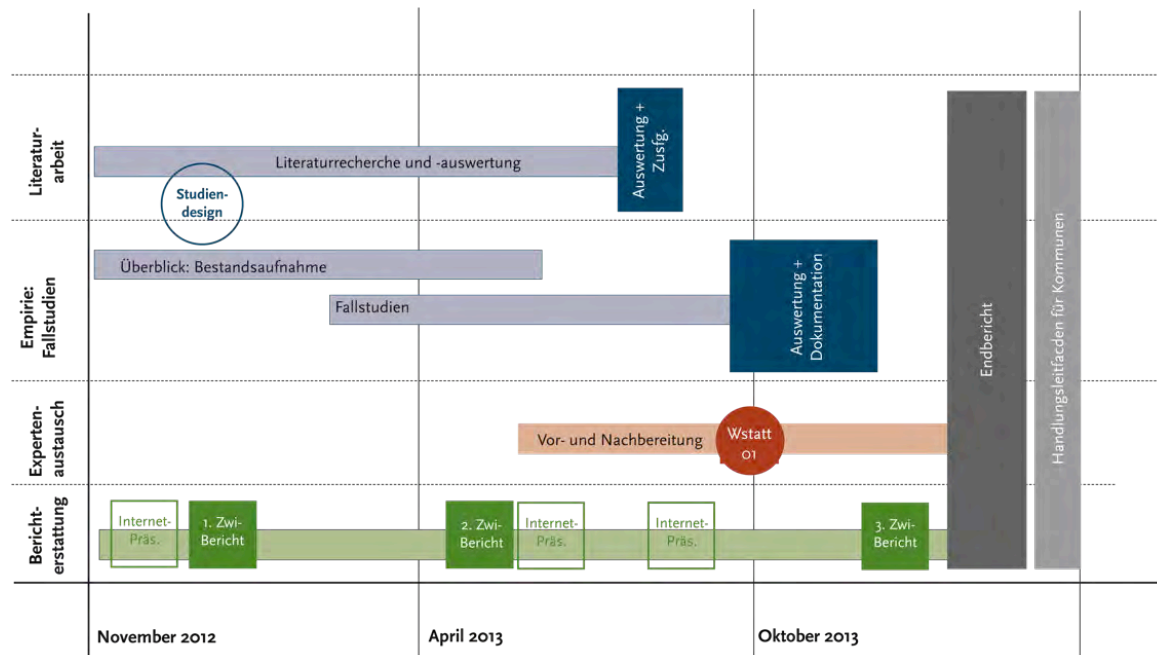 Literatur-
arbeit
Literaturrecherche und -auswertung
Auswertung +
Zusfg.
Studien-
design
Empirie:
Fallstudien
Überblick: Bestandsaufnahme
Fallstudien
Auswertung +
Dokumentation
Experten-
austausch
Vor- und Nachbereitung
Wstatt
01
Bericht-
erstattung
Internet-
Präs.
1. Zwi-
Bericht
2. Zwi-
Bericht
Internet-
Präs.
Internet-
Präs.
3. Zwi-
Bericht
Endbericht
Handlungsleitfacden für Kommunen
November 2012
April 2013
Oktober 2013